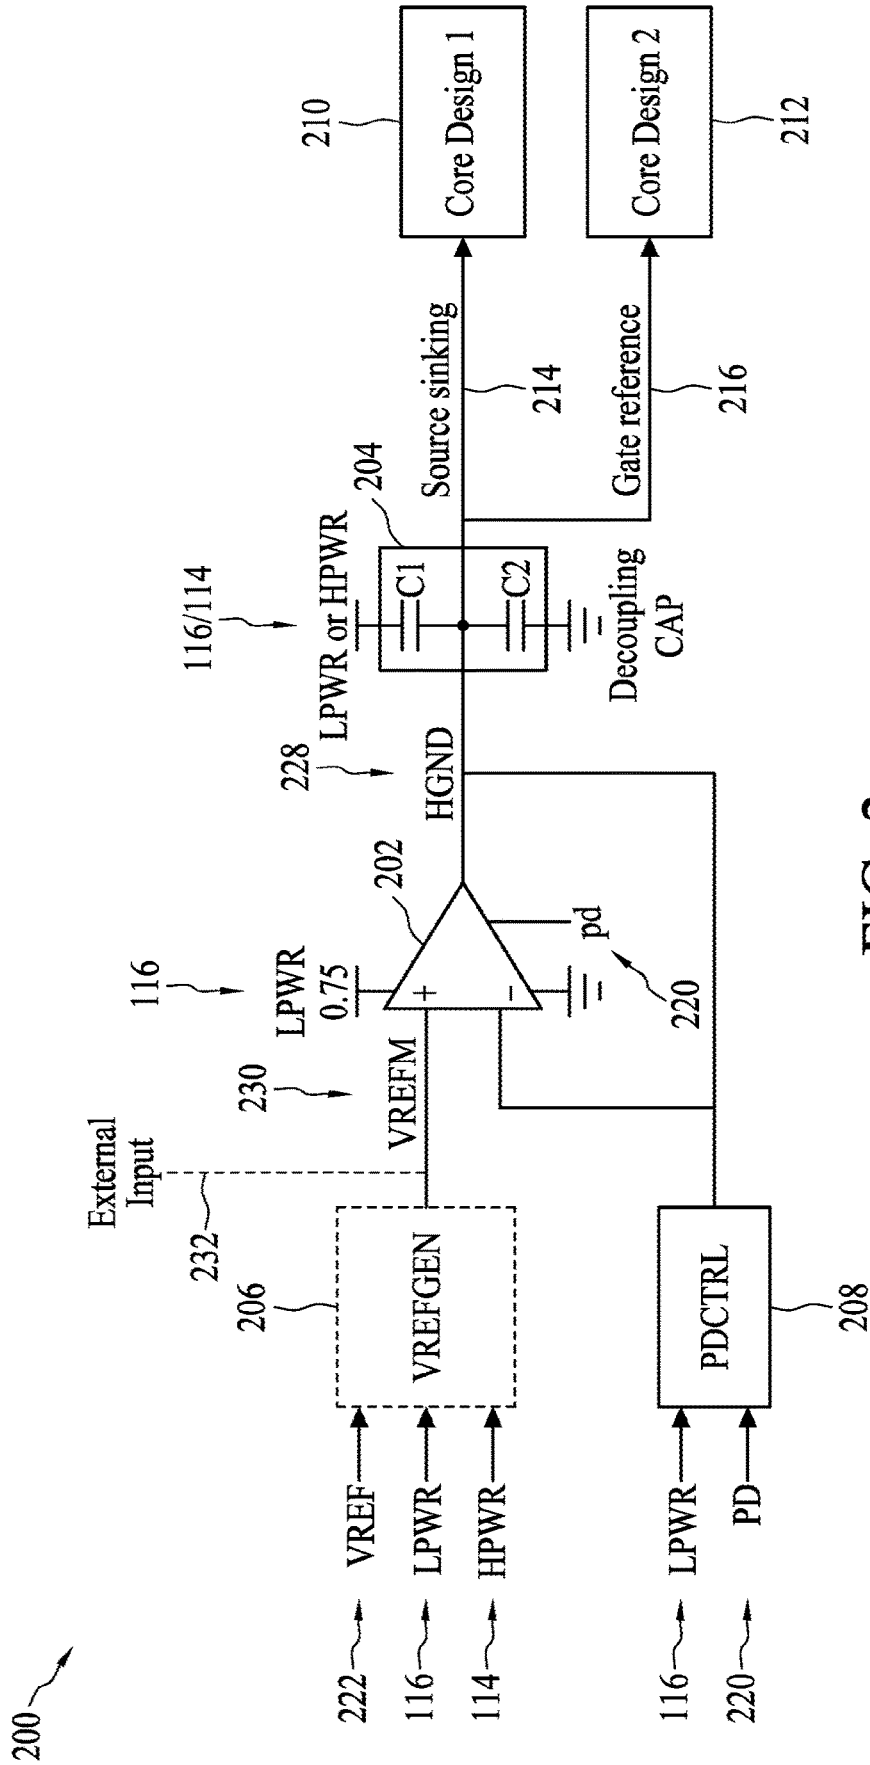 200
External
Input
232
230
116
LPWR
0.75
202
228
HGND
116/114
LPWR or HPWR
204
C1
C2
Decoupling
CAP
Source sinking
214
Gate reference
216
210
Core Design 1
Core Design 2
212
206
VREFGEN
VREFM
+
-
pd
220
222
VREF
116
LPWR
114
HPWR
116
LPWR
220
PD
PDCTRL
208